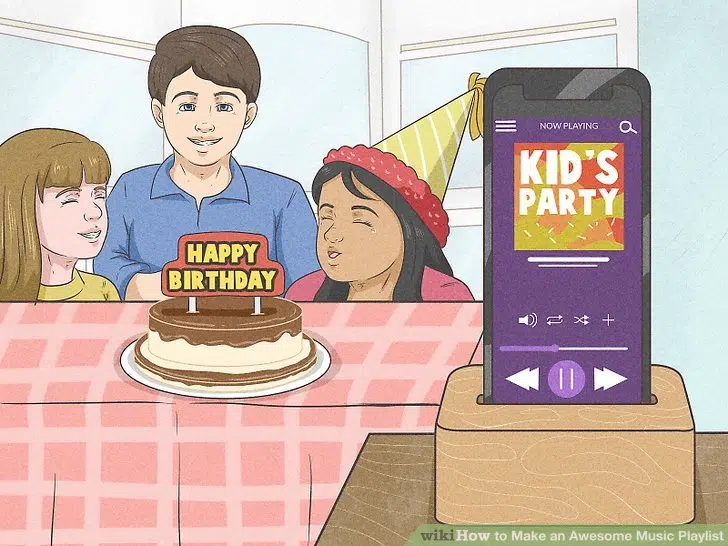 HAPPY
BIRTHDAY
NOW PLAYING
KID'S
PARTY
wikiHow to Make an Awesome Music Playlist